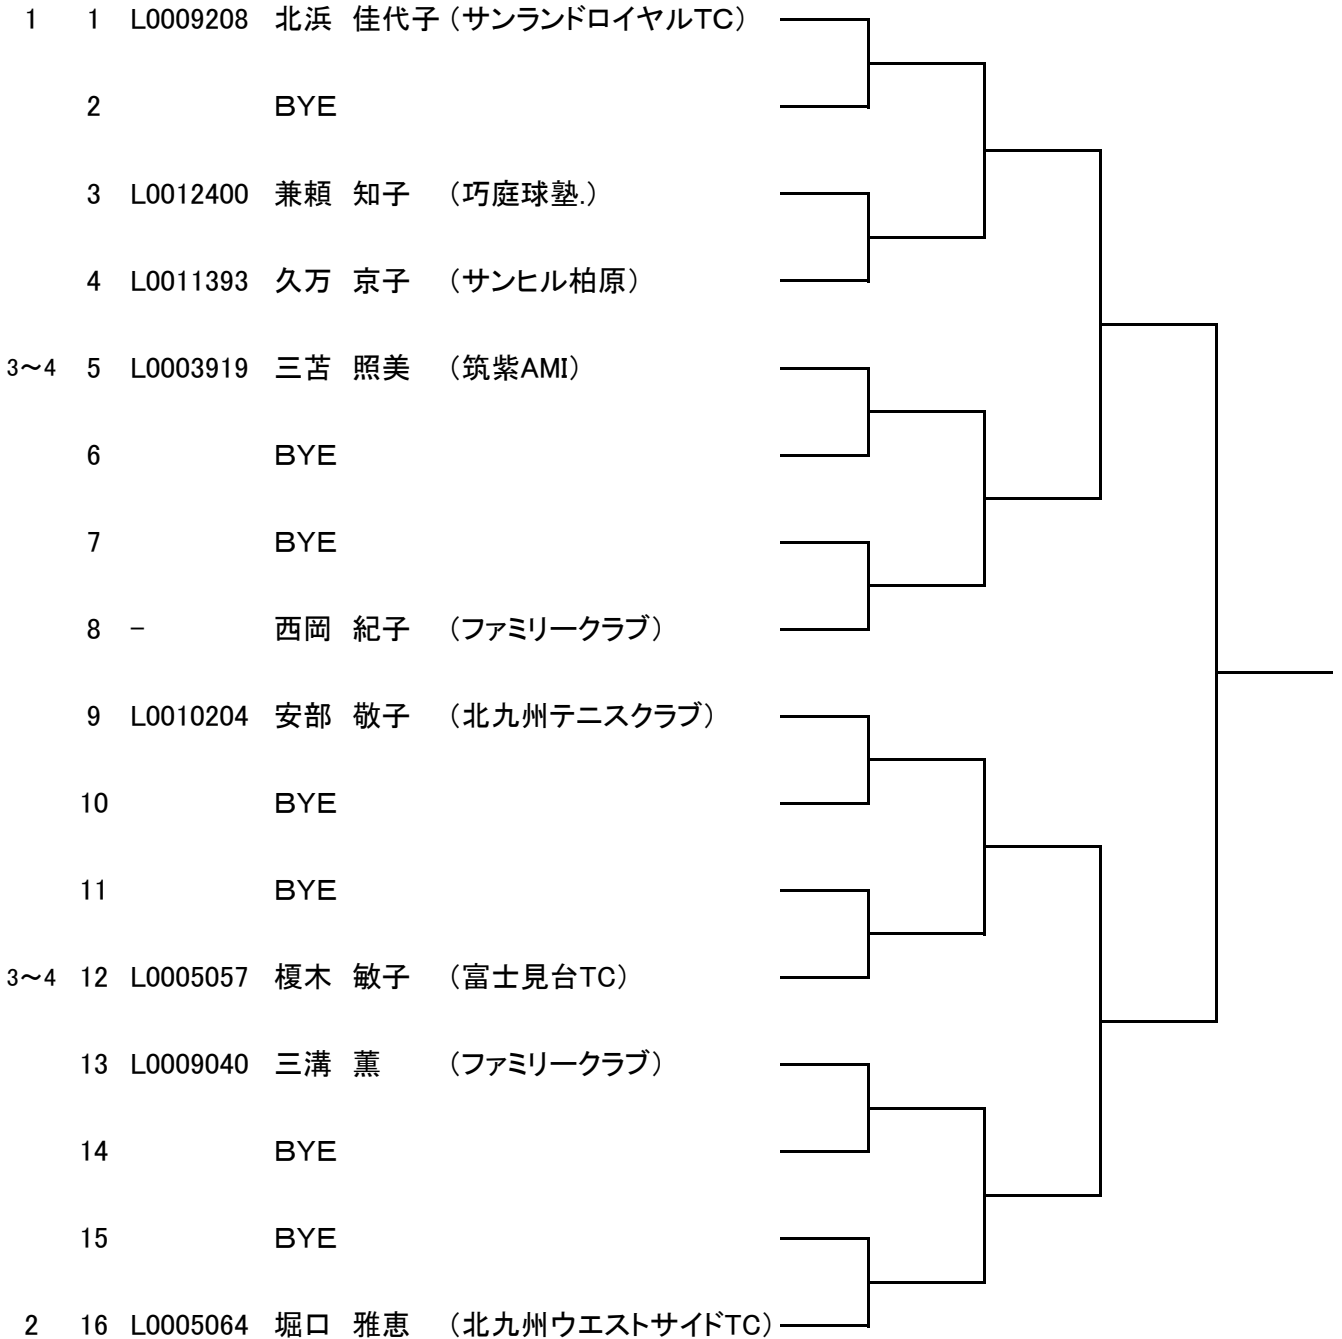 1 1 L0009208 北浜 佳代子 (サンランドロイヤルTC)
2 BYE
3 L0012400 兼頼 知子 (巧庭球塾.)
4 L0011393 久万 京子 (サンヒル柏原)
3~4 5 L0003919 三苫 照美 (筑紫AMI)
6 BYE
7 BYE
8 - 西岡 紀子 (ファミリークラブ)
9 L0010204 安部 敬子 (北九州テニスクラブ)
10 BYE
11 BYE
3~4 12 L0005057 榎木 敏子 (富士見台TC)
13 L0009040 三溝 薫 (ファミリークラブ)
14 BYE
15 BYE
2 16 L0005064 堀口 雅恵 (北九州ウエストサイドTC)